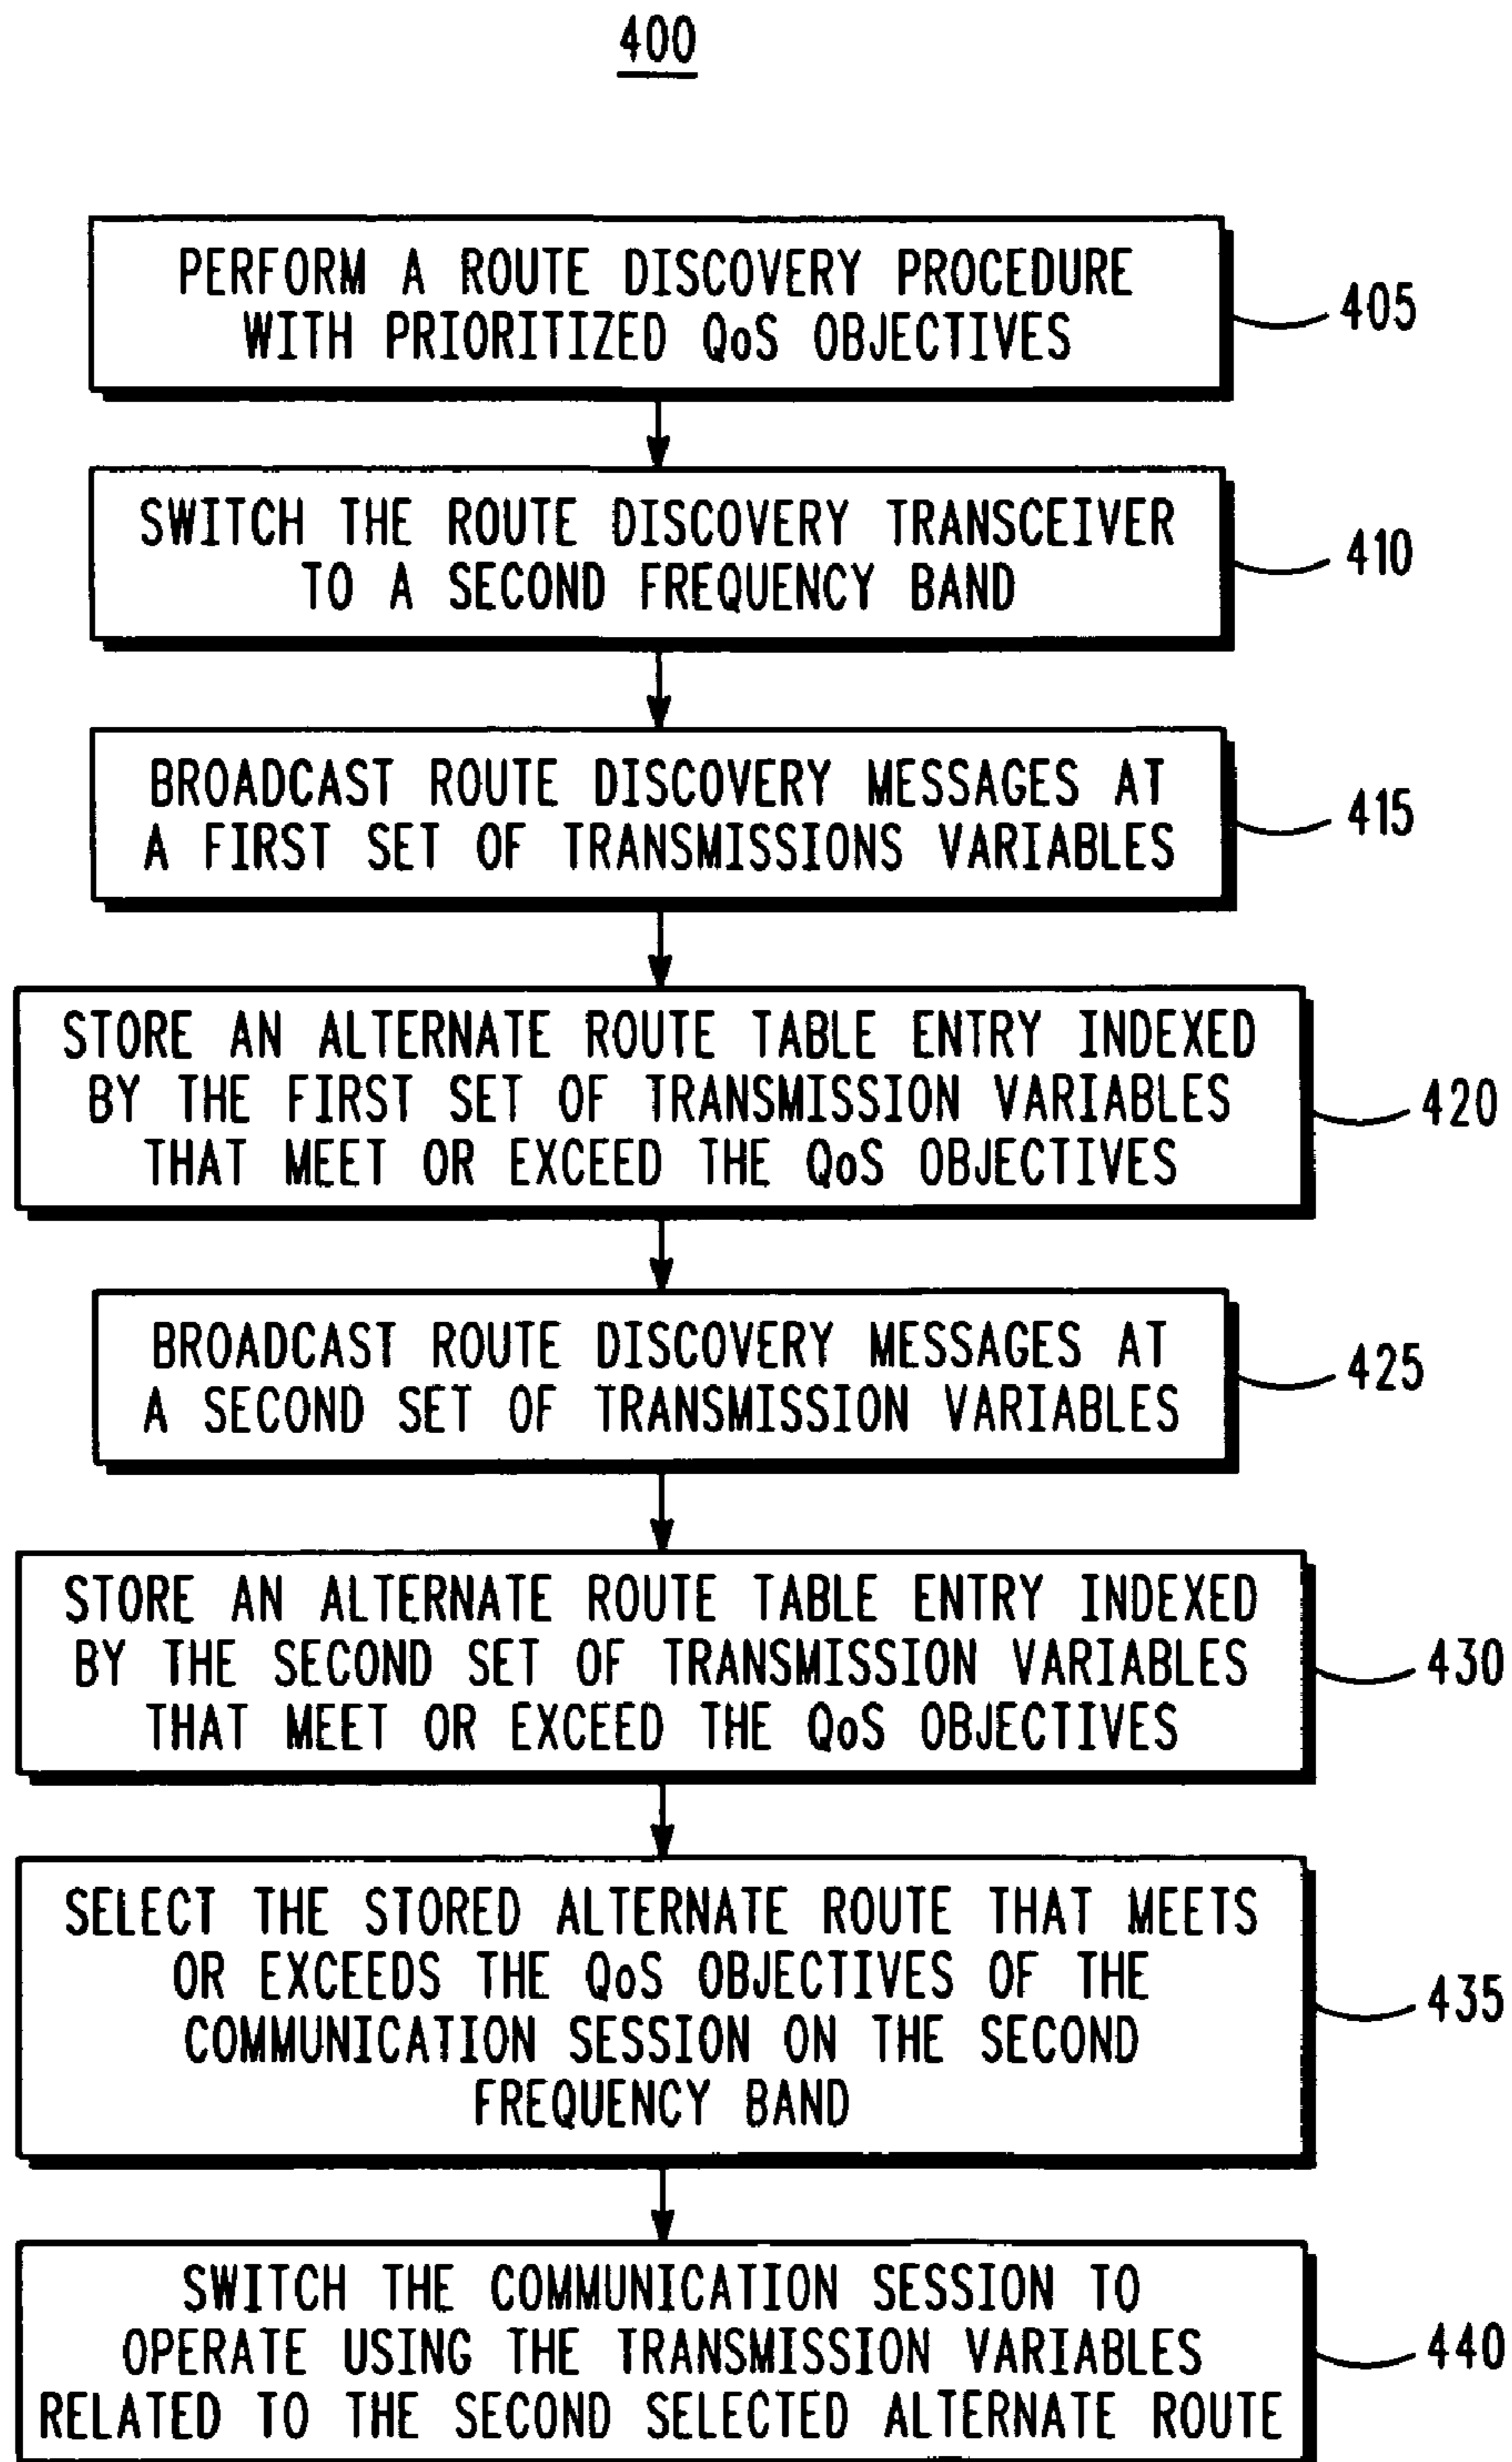 400
PERFORM A ROUTE DISCOVERY PROCEDURE
WITH PRIORITIZED QoS OBJECTIVES
405
SWITCH THE ROUTE DISCOVERY TRANSCEIVER
TO A SECOND FREQUENCY BAND
410
BROADCAST ROUTE DISCOVERY MESSAGES AT
A FIRST SET OF TRANSMISSIONS VARIABLES
415
STORE AN ALTERNATE ROUTE TABLE ENTRY INDEXED
BY THE FIRST SET OF TRANSMISSION VARIABLES
THAT MEET OR EXCEED THE QoS OBJECTIVES
420
BROADCAST ROUTE DISCOVERY MESSAGES AT
A SECOND SET OF TRANSMISSION VARIABLES
425
STORE AN ALTERNATE ROUTE TABLE ENTRY INDEXED
BY THE SECOND SET OF TRANSMISSION VARIABLES
THAT MEET OR EXCEED THE QoS OBJECTIVES
430
SELECT THE STORED ALTERNATE ROUTE THAT MEETS
OR EXCEEDS THE QoS OBJECTIVES OF THE
COMMUNICATION SESSION ON THE SECOND
FREQUENCY BAND
435
SWITCH THE COMMUNICATION SESSION TO
OPERATE USING THE TRANSMISSION VARIABLES
RELATED TO THE SECOND SELECTED ALTERNATE ROUTE
440